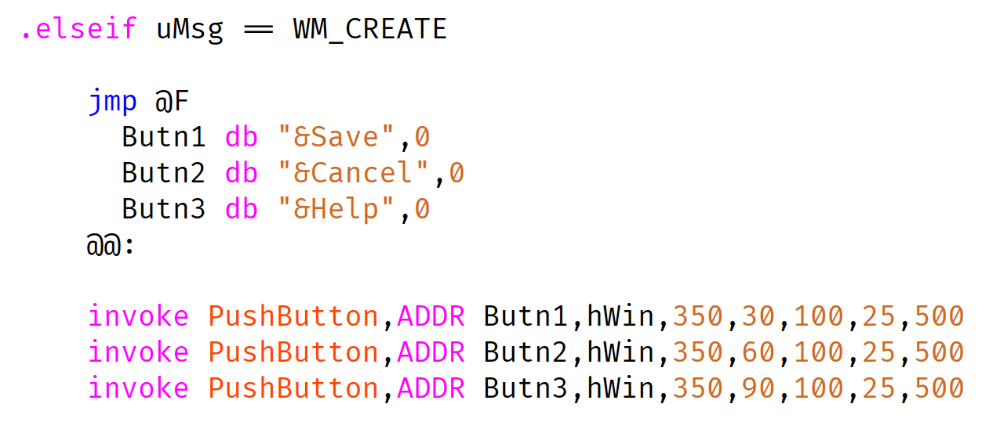 .elseif uMsg == WM_CREATE
jmp @F
Butn1 db "&Save",0
Butn2 db "&Cancel",0
Butn3 db "&Help",0
@@:
invoke PushButton,ADDR Butn1,hWin,350,30,100,25,500
invoke PushButton,ADDR Butn2,hWin,350,60,100,25,500
invoke PushButton,ADDR Butn3,hWin,350,90,100,25,500